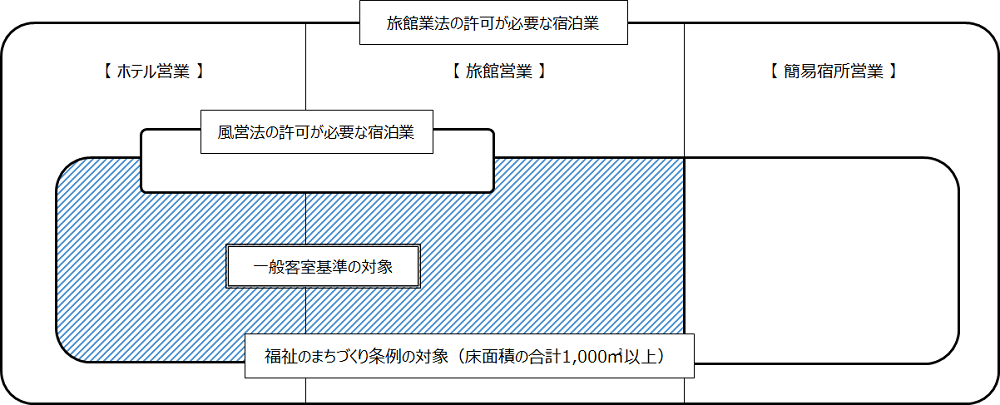 旅館業法の許可が必要な宿泊業
【 ホテル営業 】
【 旅館営業 】
【 簡易宿所営業 】
風営法の許可が必要な宿泊業
一般客室基準の対象
福祉のまちづくり条例の対象（床面積の合計1,000㎡以上）